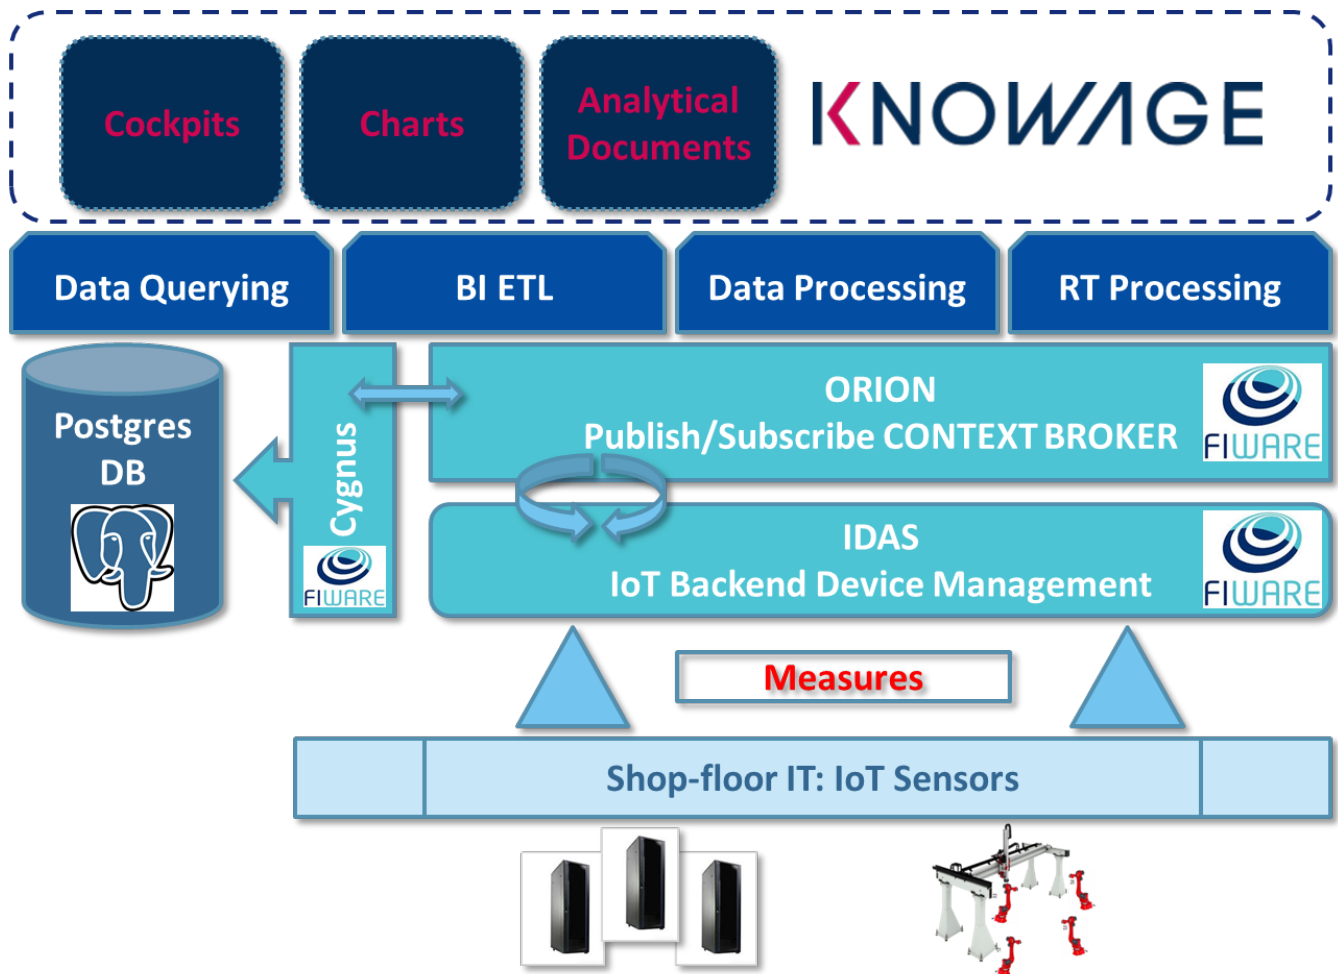 Cockpits
Charts
Analytical
Documents
KNOWAGE
Data Querying
BI ETL
Data Processing
RT Processing
Postgres
DB
Cygnus
FIWARE
ORION
Publish/Subscribe CONTEXT BROKER
FIWARE
IDAS
IoT Backend Device Management
FIWARE
Measures
Shop-floor IT: IoT Sensors